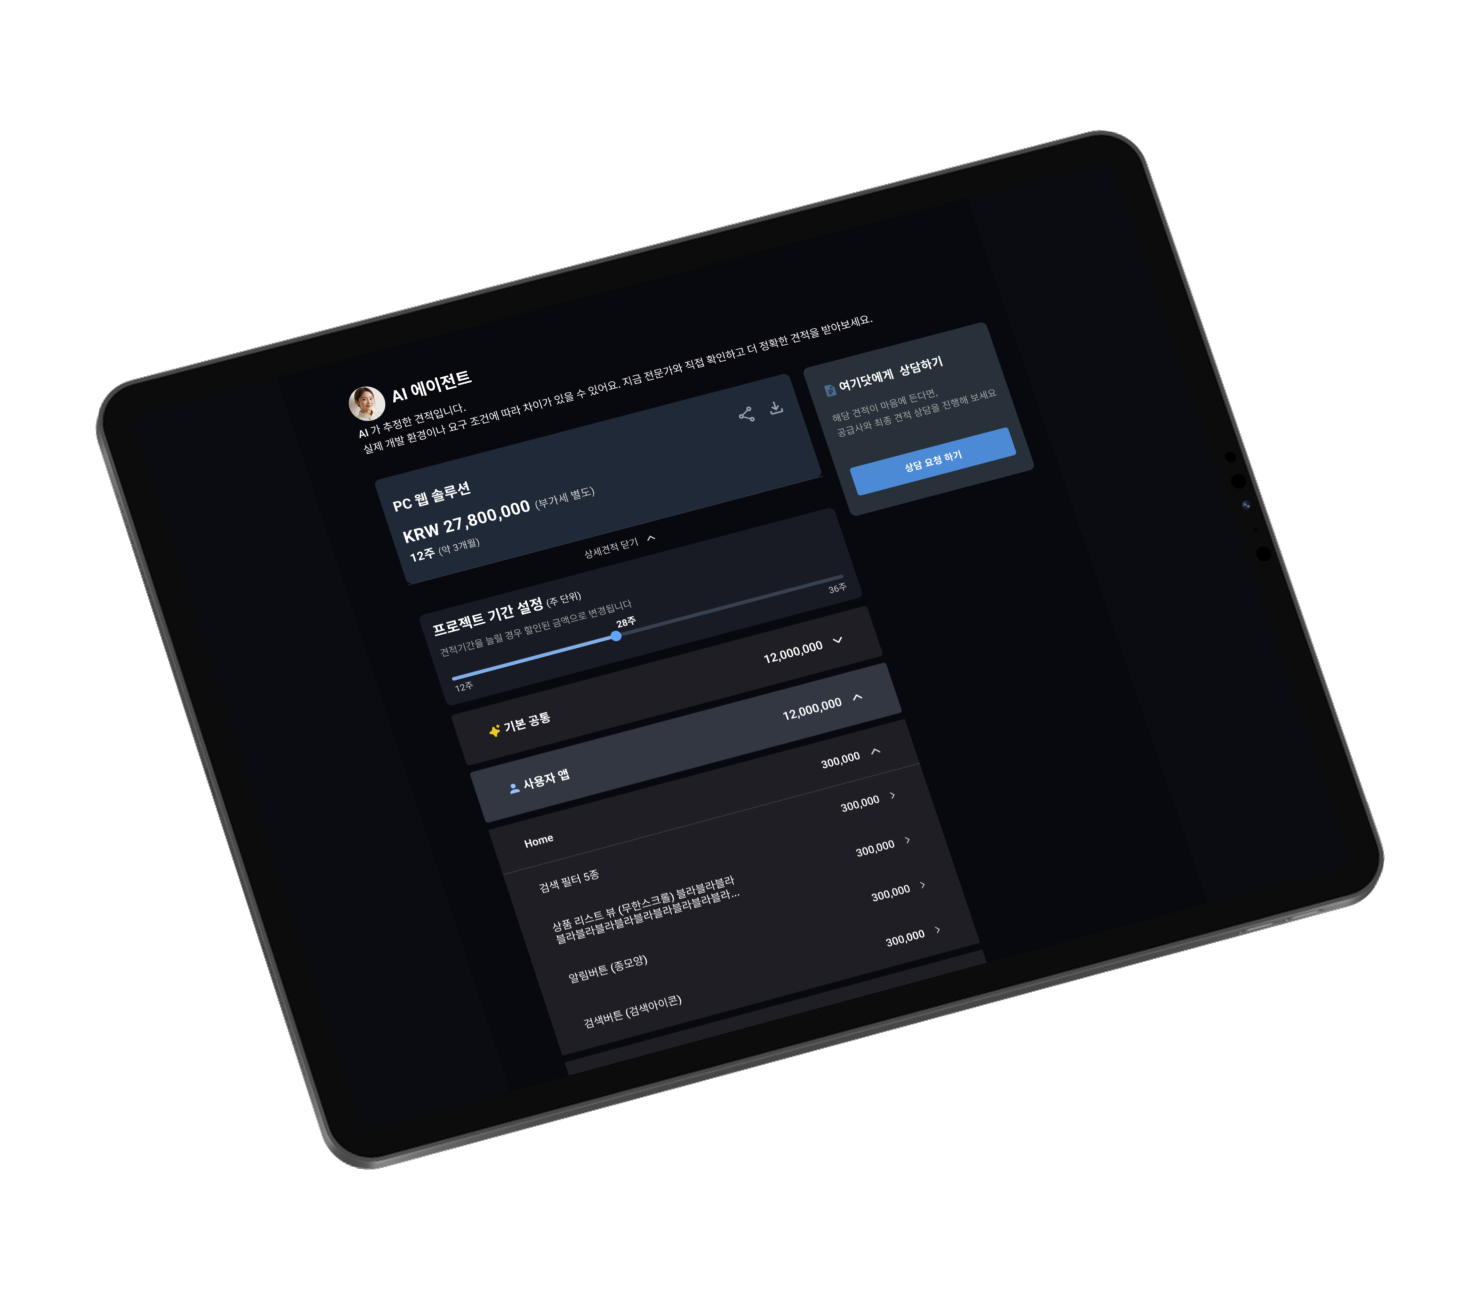 AI 에이전트
AI 가 추정한 견적입니다.
실제 개발 환경이나 요구 조건에 따라 차이가 있을 수 있어요. 지금 전문가와 직접 확인하고 더 정확한 견적을 받아보세요.
PC 웹 솔루션
KRW 27,800,000 (부가세 별도)
12주 (약 3개월)
상세견적 닫기
프로젝트 기간 설정 (주 단위)
견적기간을 늘릴 경우 할인된 금액으로 변경됩니다
28주
12주
36주
기본 공통
12,000,000
사용자 앱
12,000,000
Home
300,000
검색 필터 5종
300,000
상품 리스트 뷰 (무한스크롤) 블라블라블라
블라블라블라블라블라블라블라블라블라...
300,000
알림버튼 (종모양)
300,000
검색버튼 (검색아이콘)
300,000
여기닷에게 상담하기
해당 견적이 마음에 든다면,
공급사와 최종 견적 상담을 진행해 보세요
상담 요청 하기